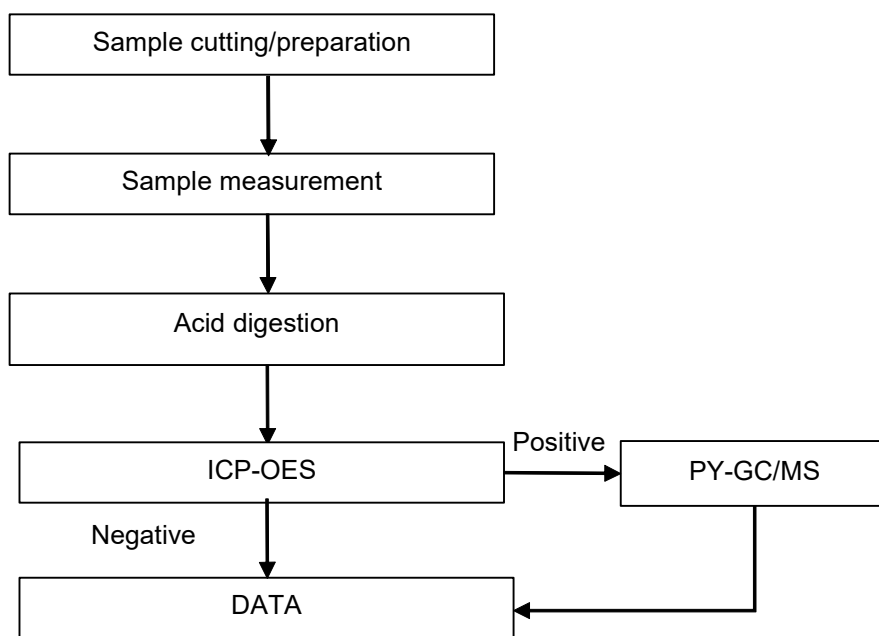 Sample cutting/preparation
Sample measurement
Acid digestion
ICP-OES
Positive
PY-GC/MS
Negative
DATA